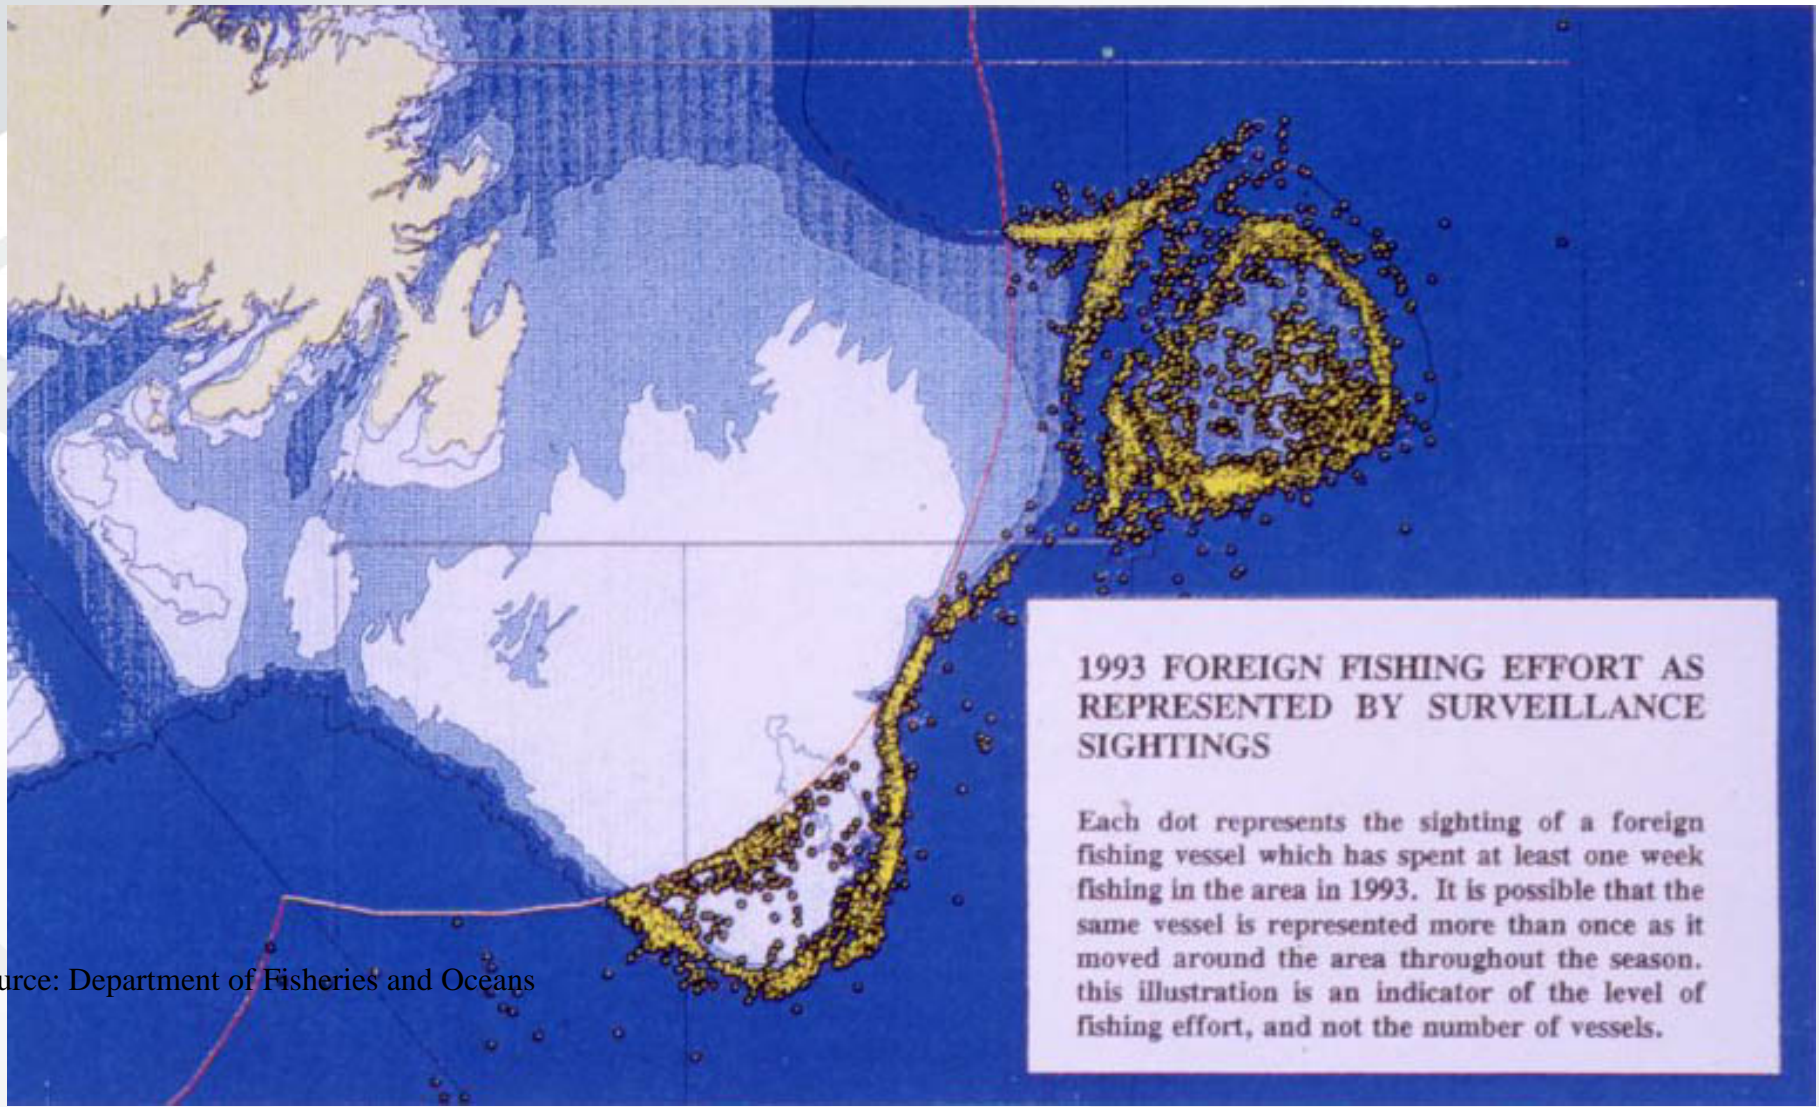 1993 FOREIGN FISHING EFFORT AS
REPRESENTED BY SURVEILLANCE
SIGHTINGS
Each dot represents the sighting of a foreign
fishing vessel which has spent at least one week
fishing in the area in 1993. It is possible that the
same vessel is represented more than once as it
moved around the area throughout the season.
this illustration is an indicator of the level of
fishing effort, and not the number of vessels.
urce: Department of Fisheries and Oceans